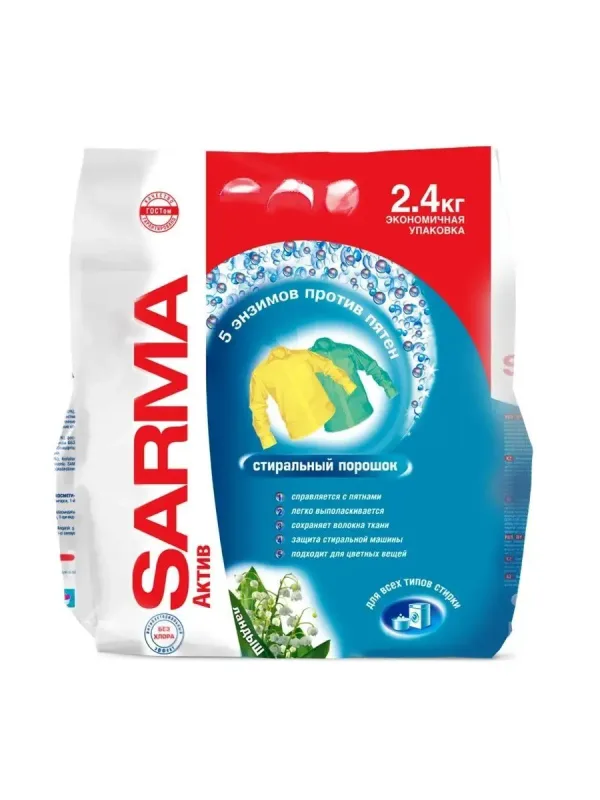 ГОСТом
2.4кг
ЭКОНОМИЧНАЯ
УПАКОВКА
SARMA
Актив
5 энзимов против пятен
стиральный порошок
справляется с пятнами
легко выполаскивается
сохраняет волокна ткани
защита стиральной машины
подходит для цветных вещей
ландыш
для всех типов стирки
БЕЗ
ХЛОРА